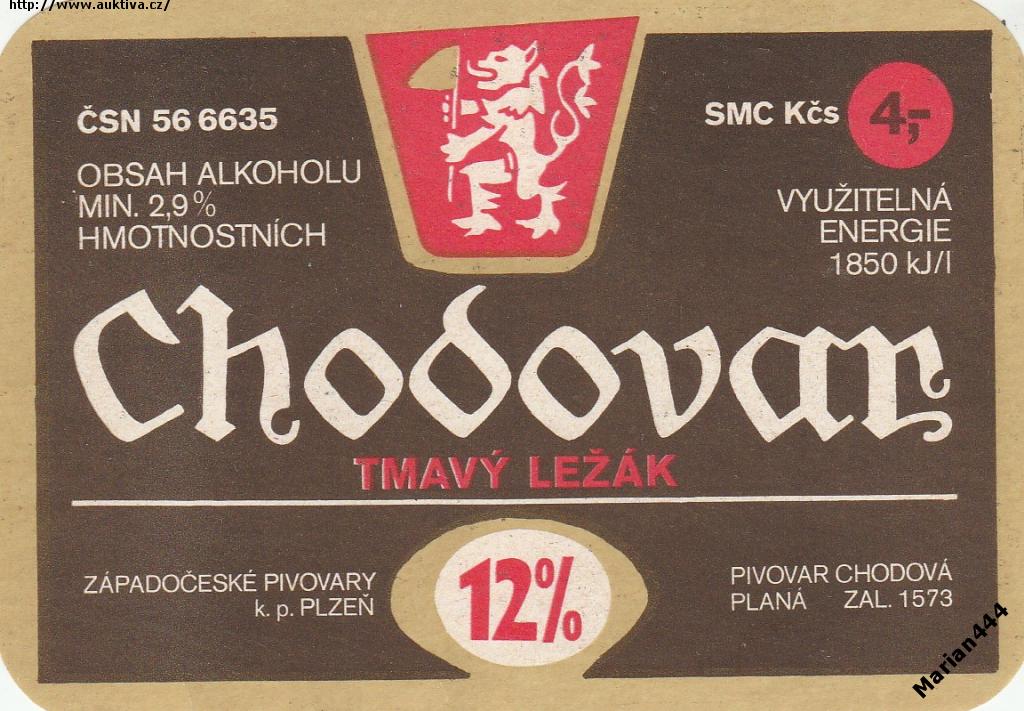 http://www.auktiva.cz/
ČSN 56 6635
OBSAH ALKOHOLU
MIN. 2,9%
HMOTNOSTNÍCH
SMC Kčs 4,-
VYUŽITELNÁ
ENERGIE
1850 kJ/l
Chodovar
TMAVÝ LEŽÁK
ZÁPADOČESKÉ PIVOVARY
k. p. PLZEŇ
12%
PIVOVAR CHODOVÁ
PLANÁ ZAL. 1573
Marian444